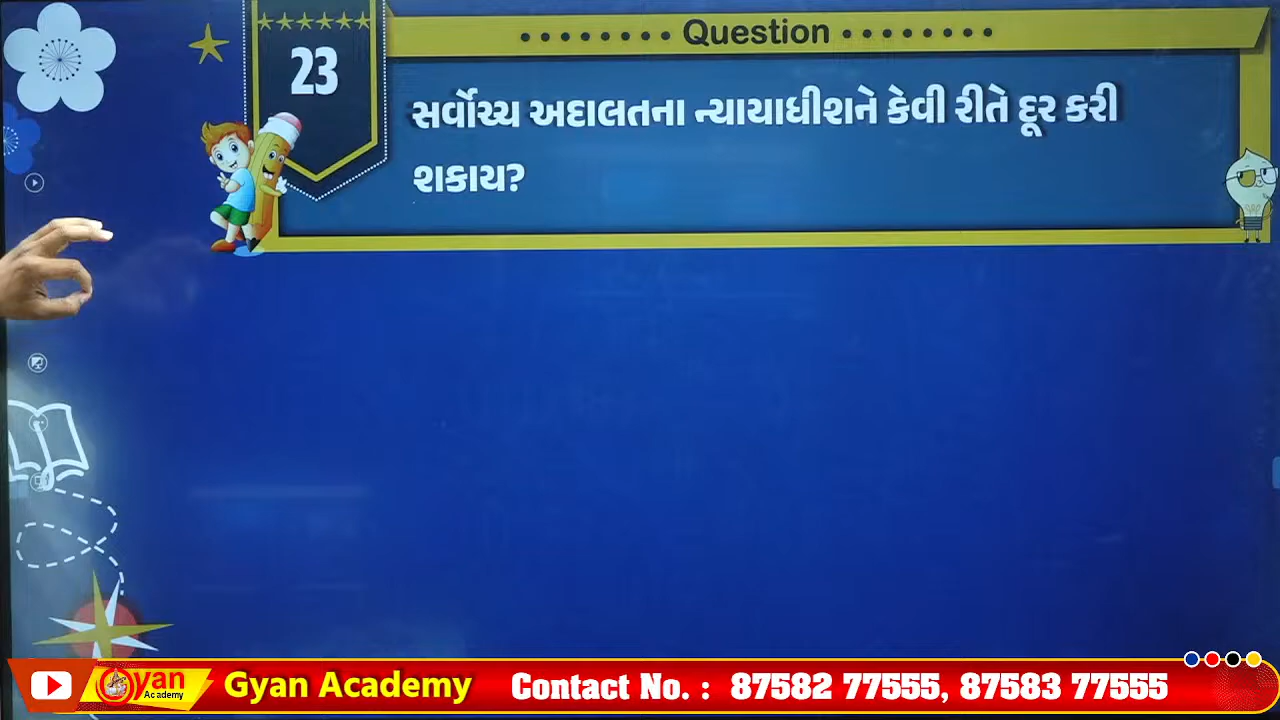 Question
23
સર્વોચ્ચ અદાલતના ન્યાયાધીશને કેવી રીતે દૂર કરી
શકાય?
Gyan
Academy
Gyan Academy
Contact No. : 87582 77555, 87583 77555